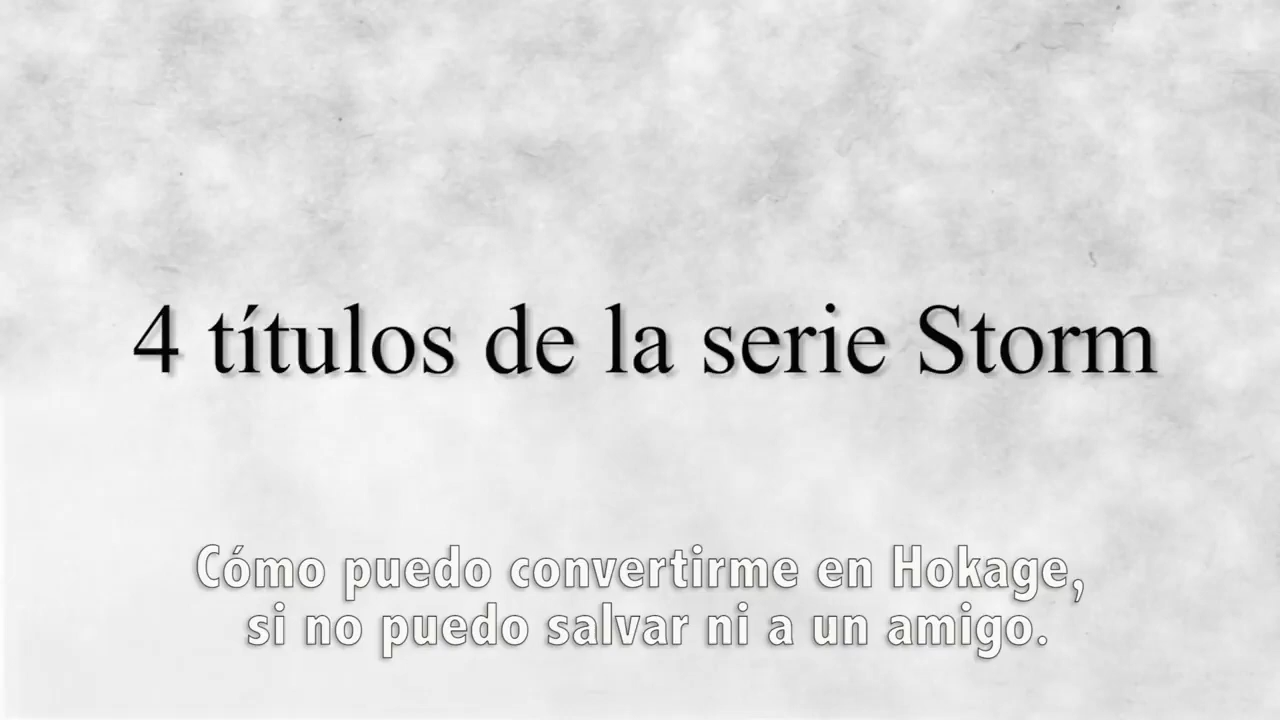 4 títulos de la serie Storm
Cómo puedo convertirme en Hokage,
si no puedo salvar ni a un amigo.